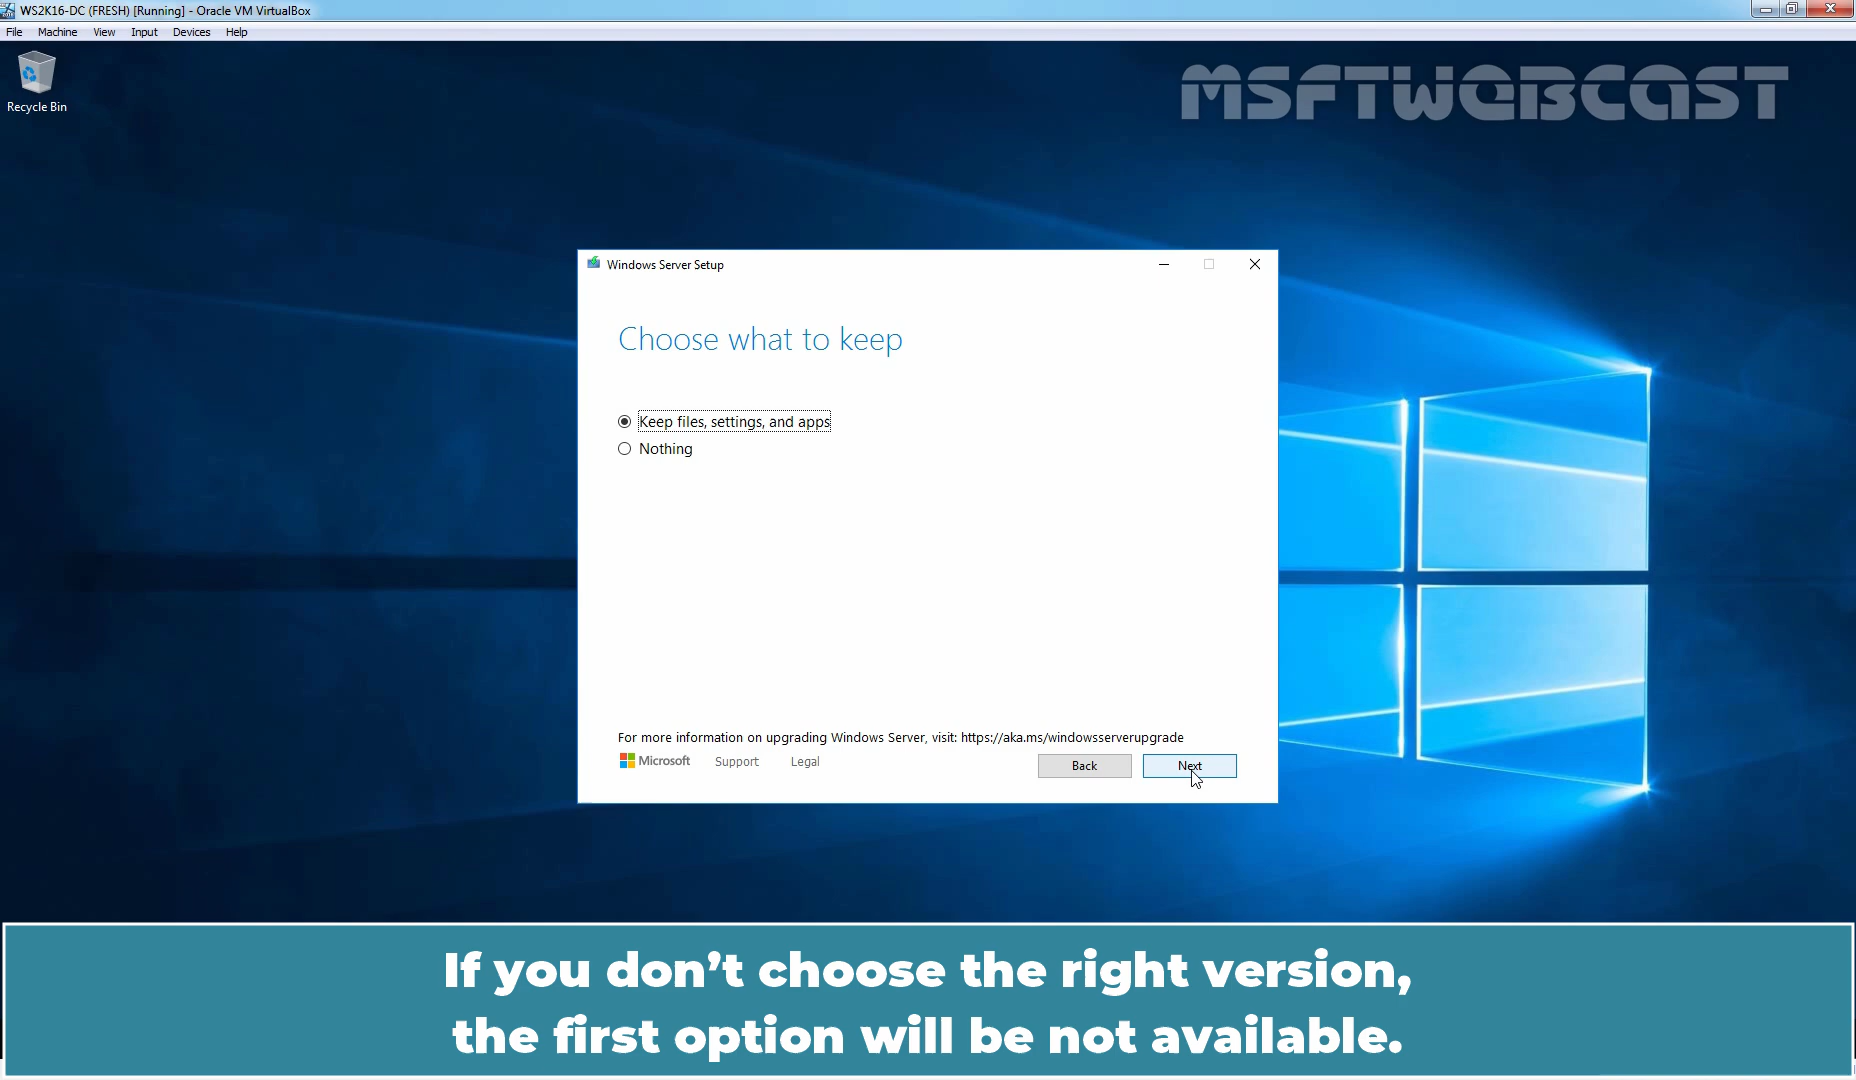 WS2K16-DC (FRESH) [Running] - Oracle VM VirtualBox
File Machine View Input Devices Help
Recycle Bin
MSFTWEBCAST
Windows Server Setup
Choose what to keep
Keep files, settings, and apps
Nothing
For more information on upgrading Windows Server, visit: https://aka.ms/windowsserverupgrade
Microsoft Support Legal Back Next
If you don’t choose the right version,
the first option will be not available.